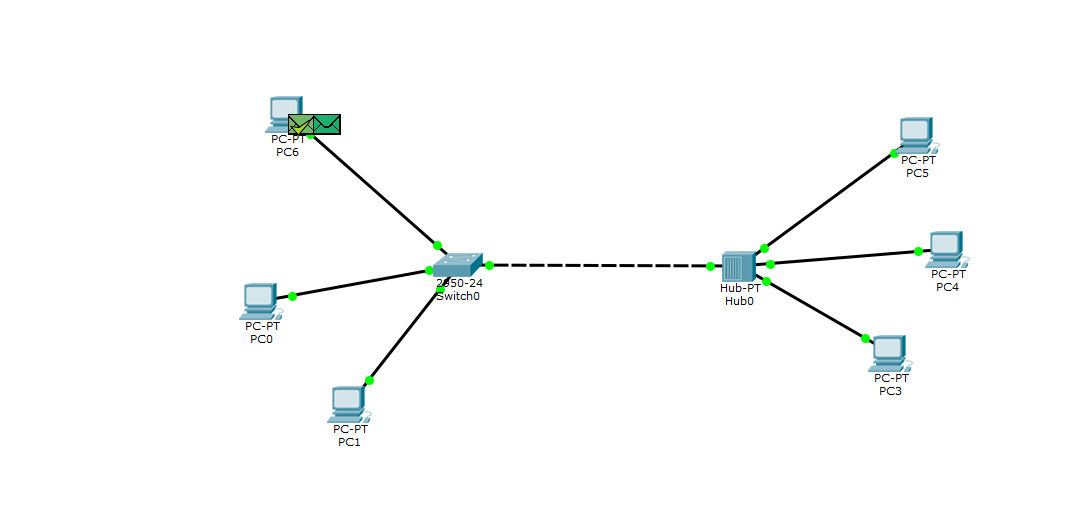 PC-PT
PC6
PC-PT
PC5
PC-PT
PC4
2950-24
Switch0
Hub-PT
Hub0
PC-PT
PC0
PC-PT
PC3
PC-PT
PC1